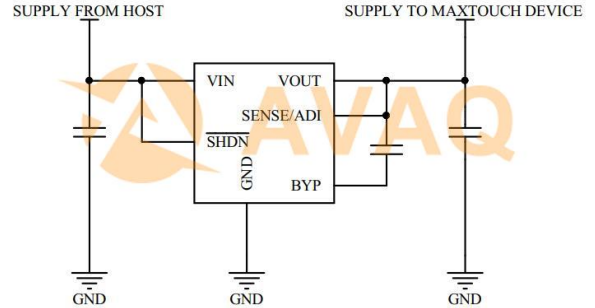 SUPPLY FROM HOST
SUPPLY TO MAXTOUCH DEVICE
VIN
VOUT
SENSE/ADI
SHDN
GND
BYP
AVAQ
GND
GND
GND